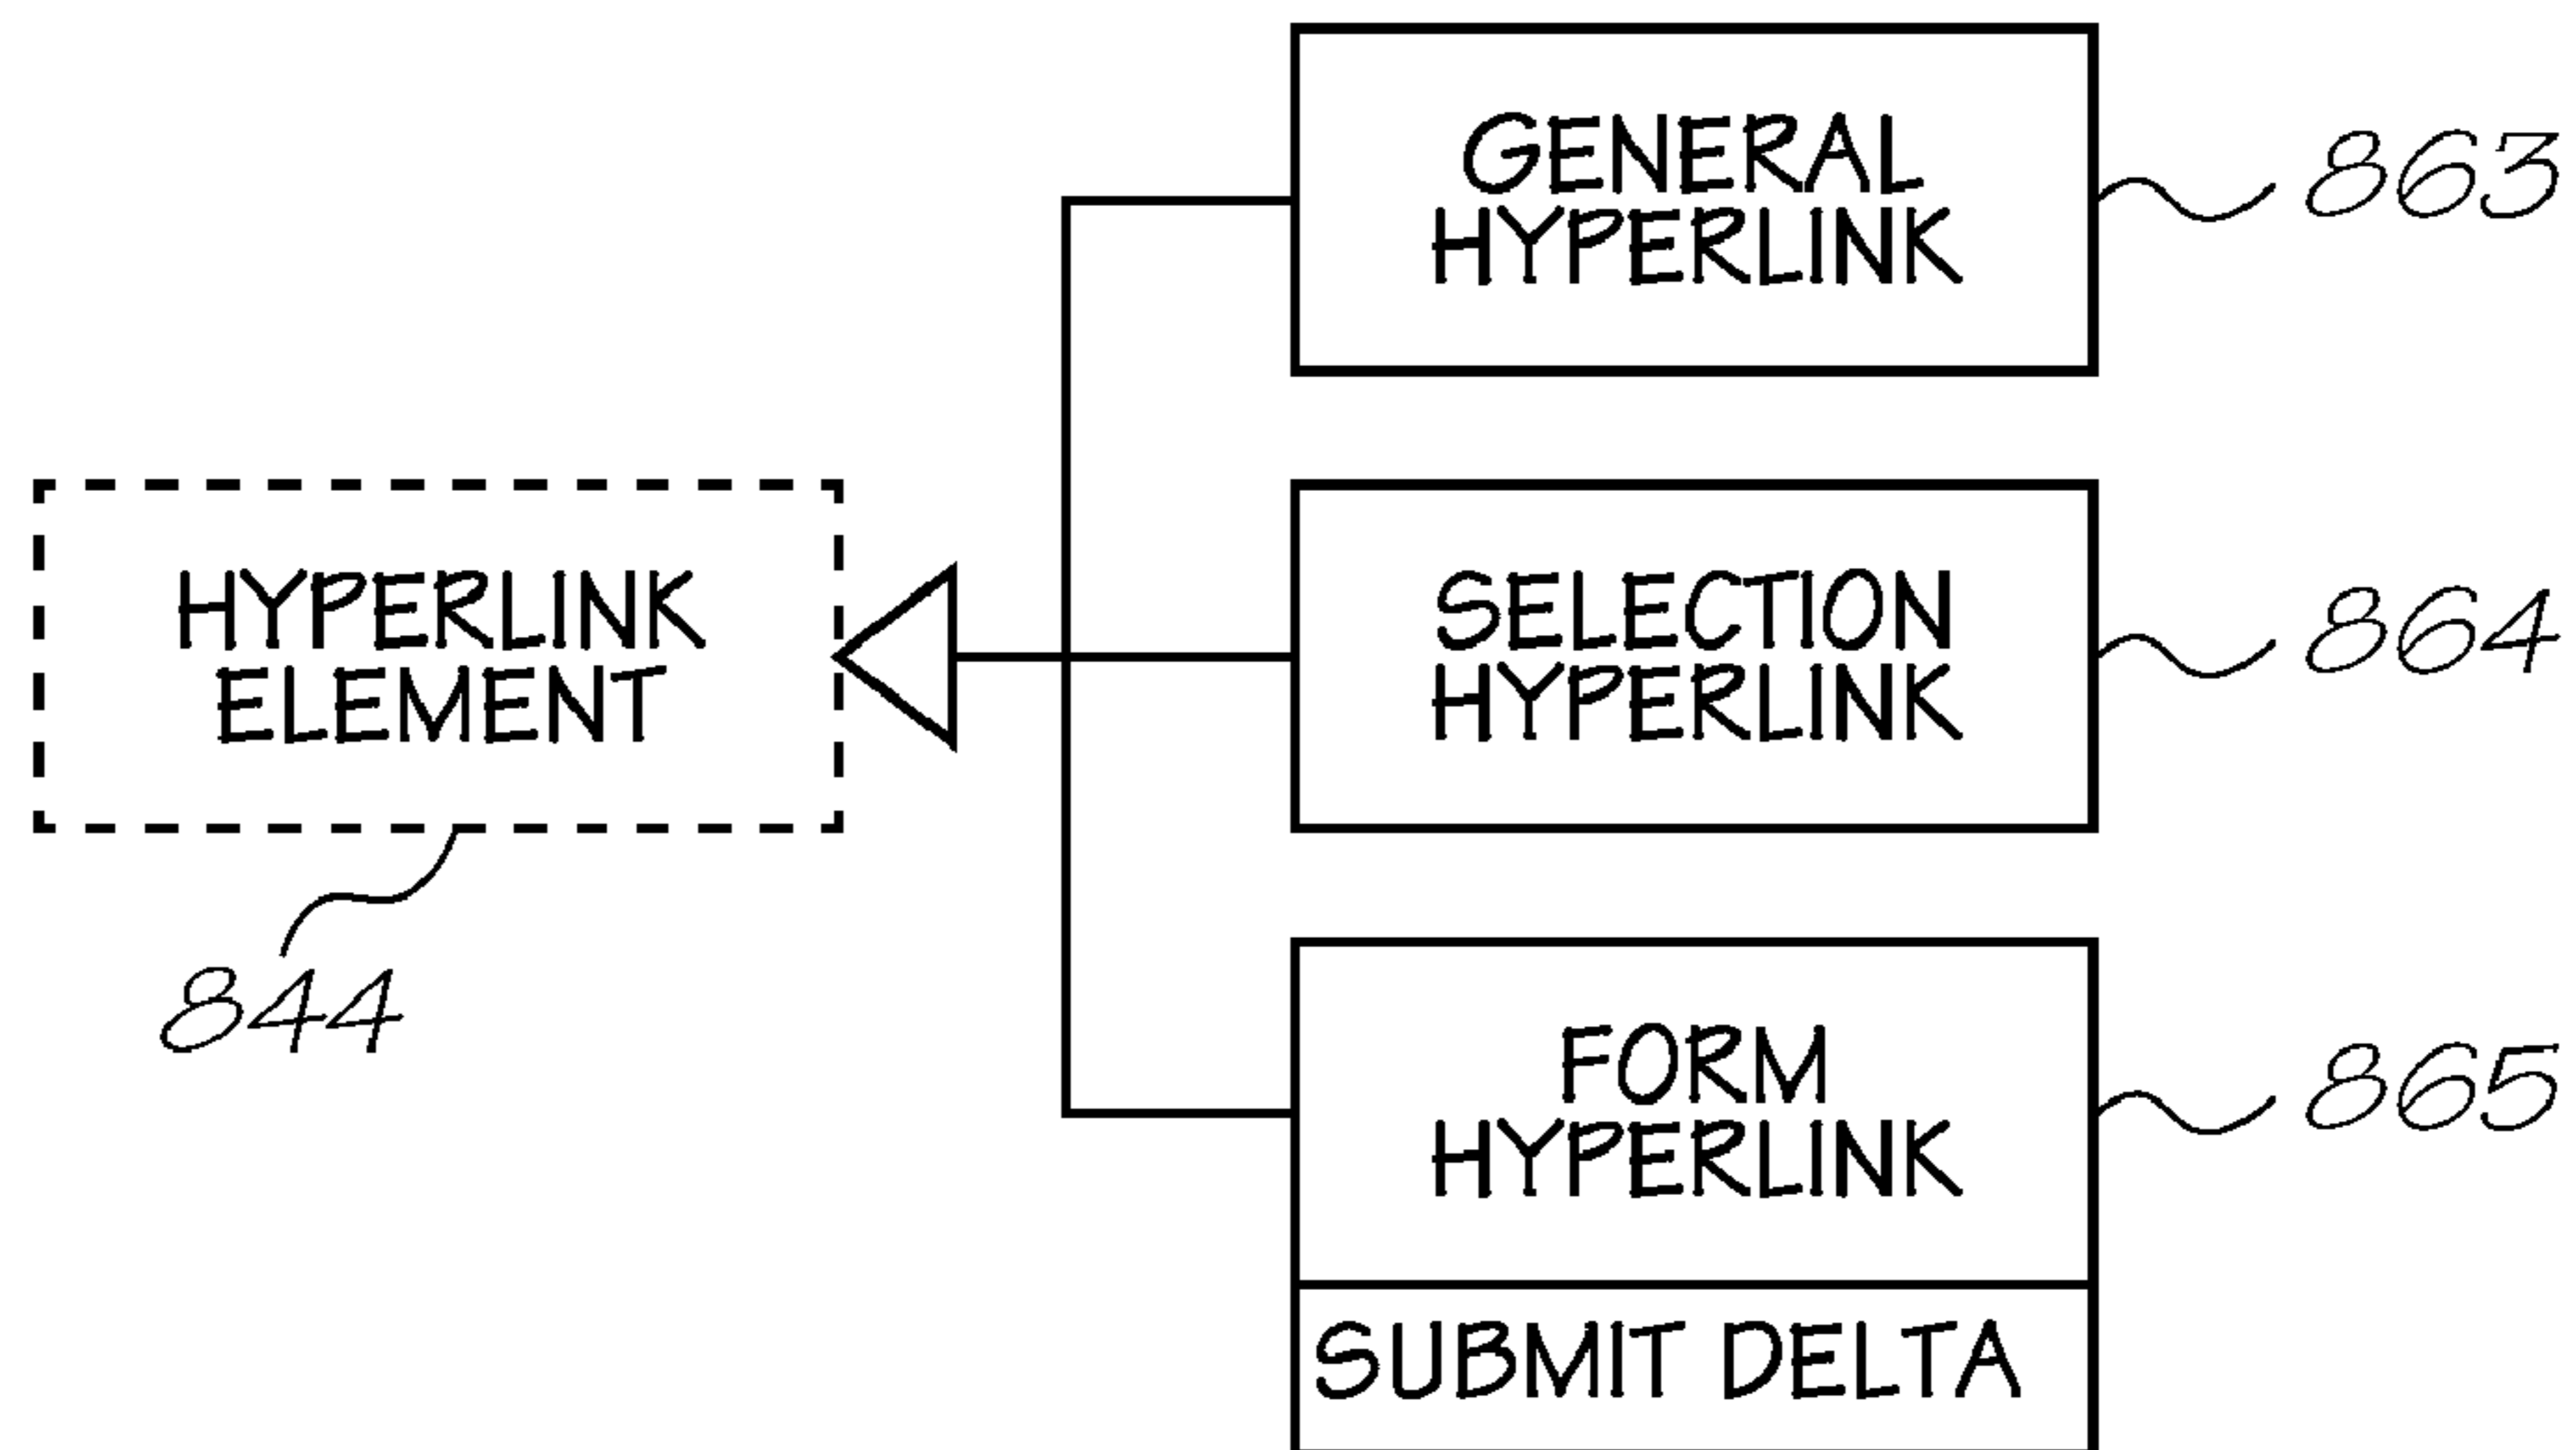 GENERAL
HYPERLINK
863
HYPERLINK
ELEMENT
844
SELECTION
HYPERLINK
864
FORM
HYPERLINK
865
SUBMIT DELTA